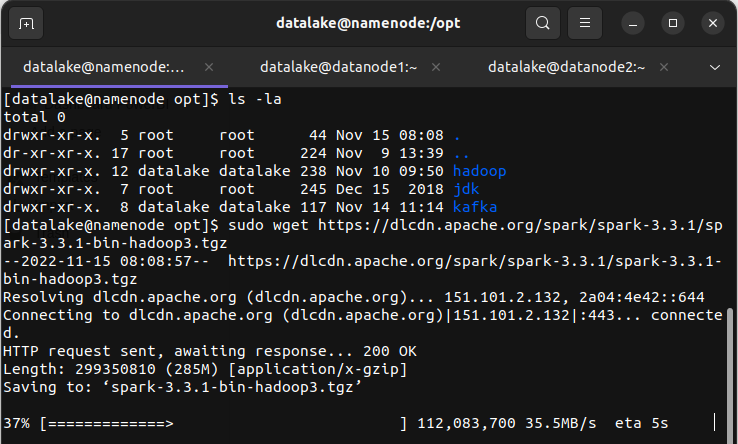 datalake@namenode:/opt
datalake@namenode:... × datalake@datanode1:~ × datalake@datanode2:~ ×
[datalake@namenode opt]$ ls -la
total 0
drwxr-xr-x.  5 root     root      44 Nov 15 08:08 .
dr-xr-xr-x. 17 root     root     224 Nov  9 13:39 ..
drwxr-xr-x. 12 datalake datalake 238 Nov 10 09:50 hadoop
drwxr-xr-x.  7 root     root     245 Dec 15  2018 jdk
drwxr-xr-x.  8 datalake datalake 117 Nov 14 11:14 kafka
[datalake@namenode opt]$ sudo wget https://dlcdn.apache.org/spark/spark-3.3.1/sp
ark-3.3.1-bin-hadoop3.tgz
--2022-11-15 08:08:57--  https://dlcdn.apache.org/spark/spark-3.3.1/spark-3.3.1-
bin-hadoop3.tgz
Resolving dlcdn.apache.org (dlcdn.apache.org)... 151.101.2.132, 2a04:4e42::644
Connecting to dlcdn.apache.org (dlcdn.apache.org)|151.101.2.132|:443... connecte
d.
HTTP request sent, awaiting response... 200 OK
Length: 299350810 (285M) [application/x-gzip]
Saving to: ‘spark-3.3.1-bin-hadoop3.tgz’
37% [=============>                         ] 112,083,700 35.5MB/s  eta 5s